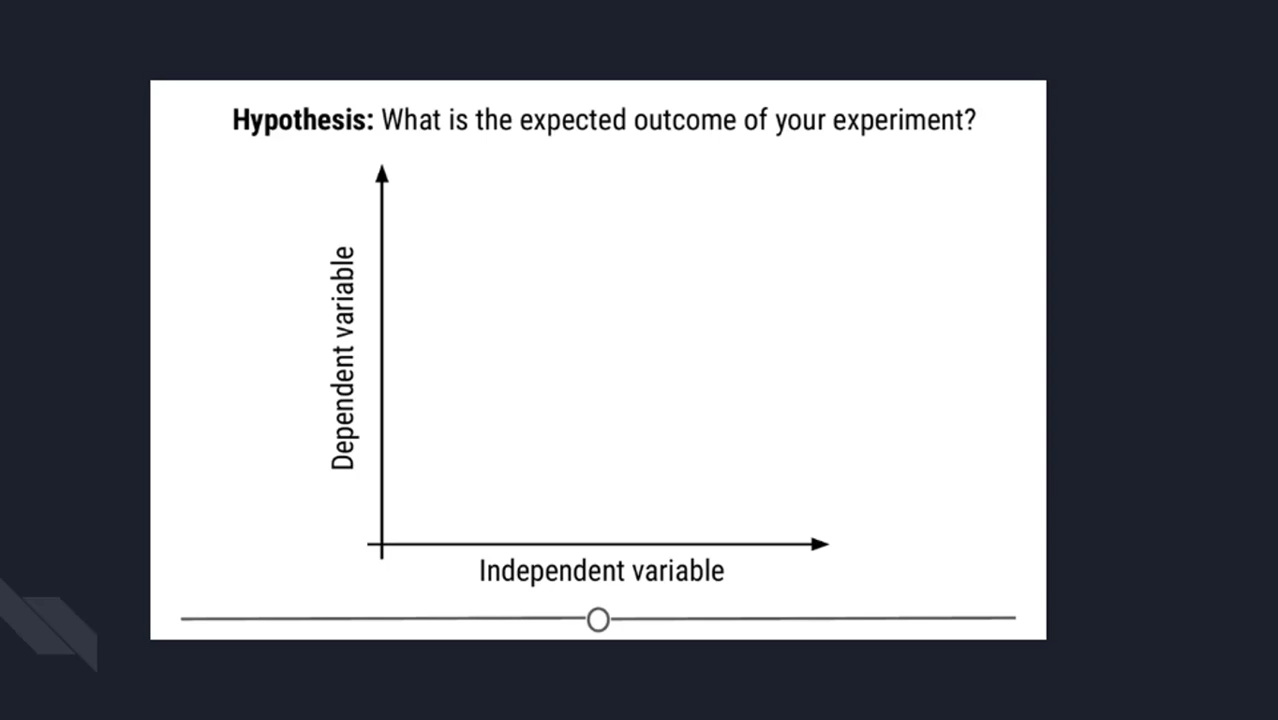 Hypothesis: What is the expected outcome of your experiment?
Dependent variable
Independent variable